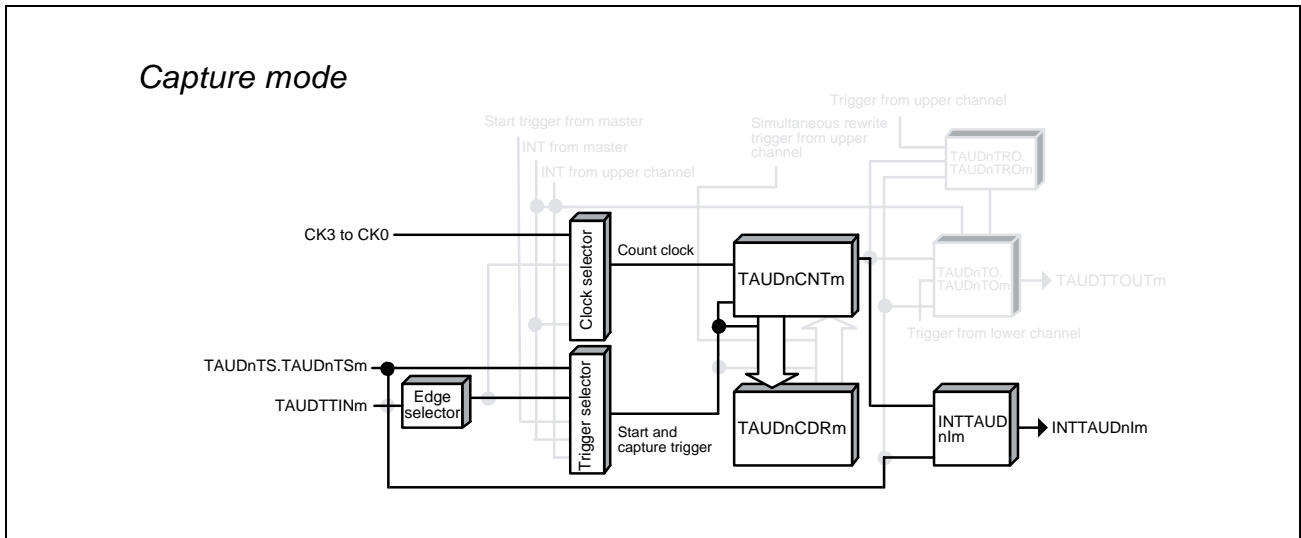 Capture mode
Trigger from upper channel
Start trigger from master
Simultaneous rewrite
trigger from upper
channel
INT from master
INT from upper channel
TAUDnTRO.
TAUDnTROm
CK3 to CK0
Clock selector
Count clock
TAUDnCNTm
TAUDnTO.
TAUDnTOm
TAUDTTOUTm
Trigger from lower channel
TAUDnTS.TAUDnTSm
TAUDTTINm
Edge
selector
Trigger selector
Start and
capture trigger
TAUDnCDRm
INTTAUD
nIm
INTTAUDnIm